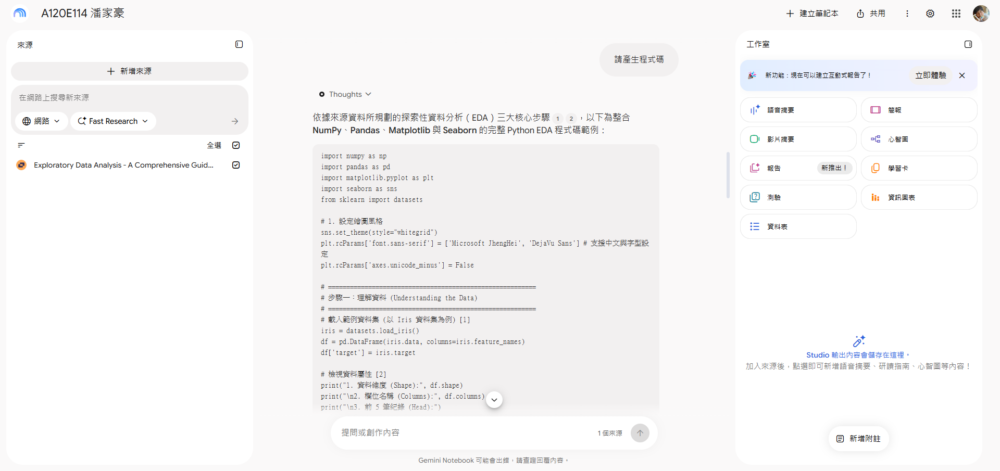 A120E114 潘家豪
建立筆記本
共用
來源
新增來源
在網路上搜尋新來源
網路
Fast Research
全選
Exploratory Data Analysis - A Comprehensive Guid...
請產生程式碼
Thoughts
依據來源資料所規劃的探索性資料分析（EDA）三大核心步驟 1 2 ，以下為整合
NumPy、Pandas、Matplotlib 與 Seaborn 的完整 Python EDA 程式碼範例：
import numpy as np
import pandas as pd
import matplotlib.pyplot as plt
import seaborn as sns
from sklearn import datasets
# 1. 設定繪圖風格
sns.set_theme(style="whitegrid")
plt.rcParams['font.sans-serif'] = ['Microsoft JhengHei', 'DejaVu Sans'] # 支援中文與字型設
定
plt.rcParams['axes.unicode_minus'] = False
# =========================================================
# 步驟一：理解資料 (Understanding the Data)
# =========================================================
# 載入範例資料集 (以 Iris 資料集為例) [1]
iris = datasets.load_iris()
df = pd.DataFrame(iris.data, columns=iris.feature_names)
df['target'] = iris.target
# 檢視資料屬性 [2]
print("1. 資料維度 (Shape):", df.shape)
print("\n2. 欄位名稱 (Columns):", df.columns)
print("\n3. 前 5 筆紀錄 (Head):")
提問或創作內容
1 個來源
Gemini Notebook 可能會出錯，請查證回覆內容。
工作室
新功能：現在可以建立互動式報告了！
立即體驗
語音摘要
簡報
影片摘要
心智圖
報告
新推出！
學習卡
測驗
資訊圖表
資料表
Studio 輸出內容會儲存在這裡。
加入來源後，點選即可新增語音摘要、研讀指南、心智圖等內容！
新增附註